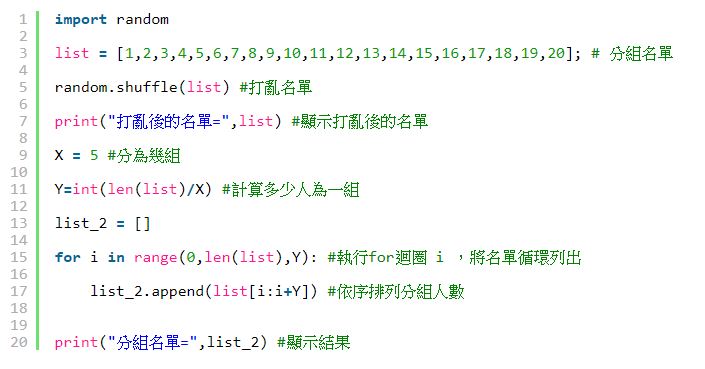 1 import random
2
3 list = [1,2,3,4,5,6,7,8,9,10,11,12,13,14,15,16,17,18,19,20]; # 分組名單
4
5 random.shuffle(list) #打亂名單
6
7 print("打亂後的名單=",list) #顯示打亂後的名單
8
9 X = 5 #分為幾組
10
11 Y=int(len(list)/X) #計算多少人為一組
12
13 list_2 = []
14
15 for i in range(0,len(list),Y): #執行for迴圈 i ，將名單循環列出
16
17     list_2.append(list[i:i+Y]) #依序排列分組人數
18
19
20 print("分組名單=",list_2) #顯示結果